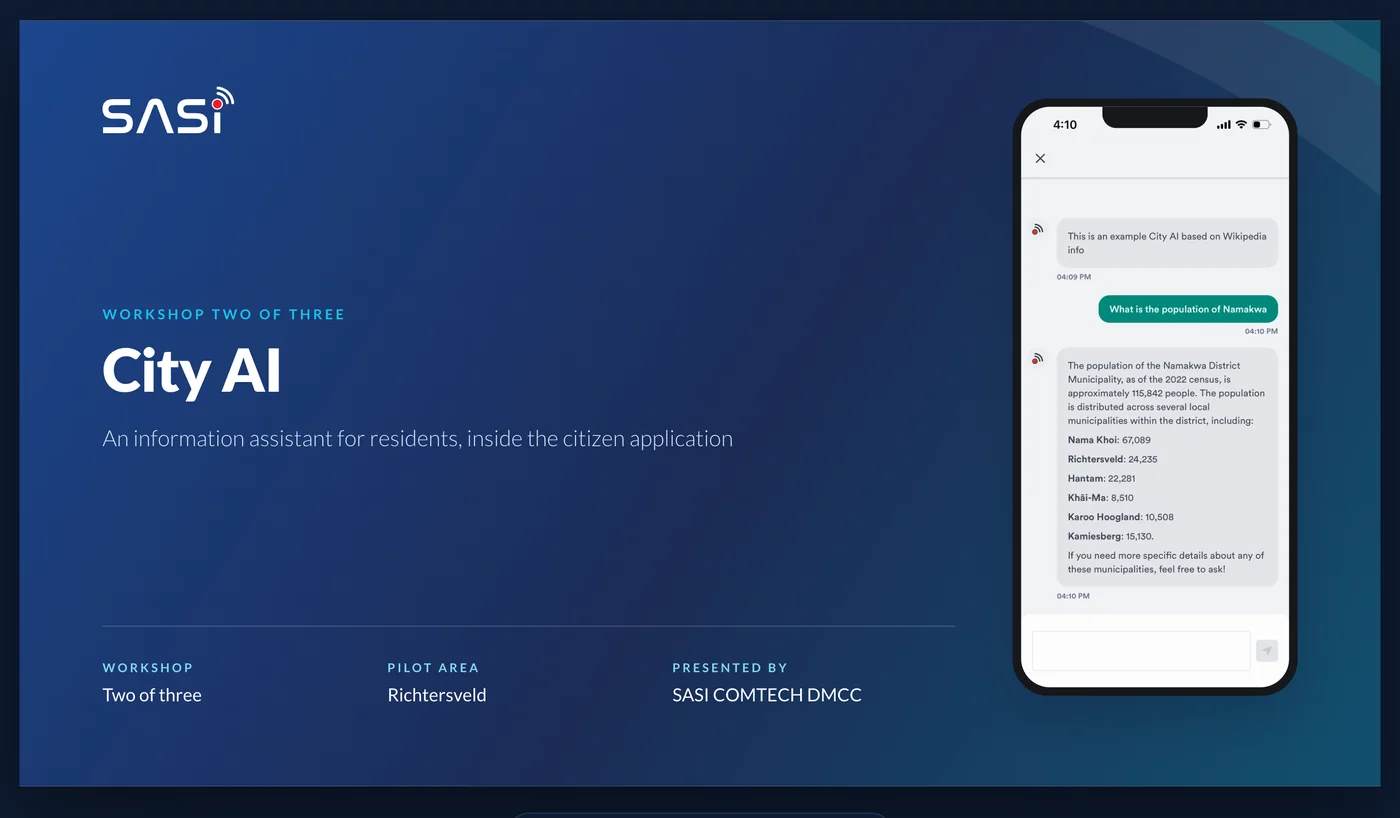 SASi
WORKSHOP TWO OF THREE
City AI
An information assistant for residents, inside the citizen application
WORKSHOP
Two of three
PILOT AREA
Richtersveld
PRESENTED BY
SASI COMTECH DMCC
4:10
This is an example City AI based on Wikipedia
info
04:09 PM
What is the population of Namakwa
04:10 PM
The population of the Namakwa District
Municipality, as of the 2022 census, is
approximately 115,842 people. The population
is distributed across several local
municipalities within the district, including:
Nama Khoi: 67,089
Richtersveld: 24,235
Hantam: 22,281
Khâi-Ma: 8,510
Karoo Hoogland: 10,508
Kamiesberg: 15,130.
If you need more specific details about any of
these municipalities, feel free to ask!
04:10 PM